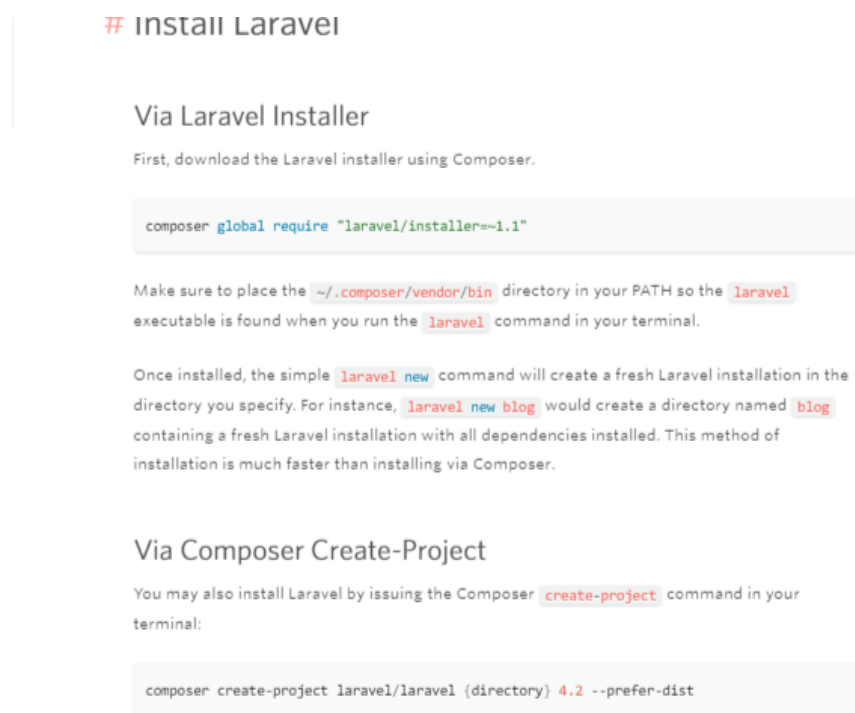 # Install Laravel
Via Laravel Installer
First, download the Laravel installer using Composer.
composer global require "laravel/installer=~1.1"
Make sure to place the ~/.composer/vendor/bin directory in your PATH so the laravel
executable is found when you run the laravel command in your terminal.
Once installed, the simple laravel new command will create a fresh Laravel installation in the
directory you specify. For instance, laravel new blog would create a directory named blog
containing a fresh Laravel installation with all dependencies installed. This method of
installation is much faster than installing via Composer.
Via Composer Create-Project
You may also install Laravel by issuing the Composer create-project command in your
terminal:
composer create-project laravel/laravel {directory} 4.2 --prefer-dist